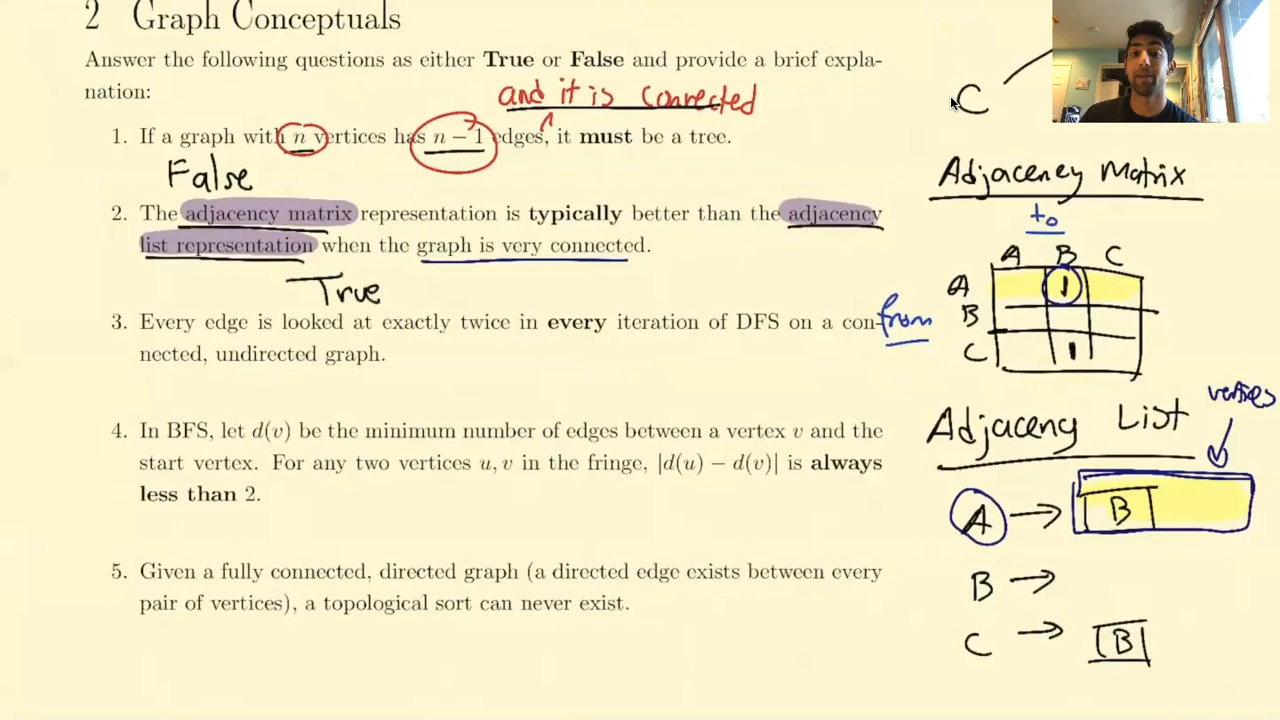 2 Graph Conceptuals
Answer the following questions as either True or False and provide a brief expla-
nation:
and it is connected
1. If a graph with n vertices has n − 1 edges, it must be a tree.
False
2. The adjacency matrix representation is typically better than the adjacency
list representation when the graph is very connected.
True
3. Every edge is looked at exactly twice in every iteration of DFS on a con-
nected, undirected graph.
4. In BFS, let d(v) be the minimum number of edges between a vertex v and the
start vertex. For any two vertices u, v in the fringe, |d(u) − d(v)| is always
less than 2.
5. Given a fully connected, directed graph (a directed edge exists between every
pair of vertices), a topological sort can never exist.
C
Adjacency Matrix
to
A B C
A 1
B
from
C 1
Adjaceny List
vertices
A → B
B →
C → B